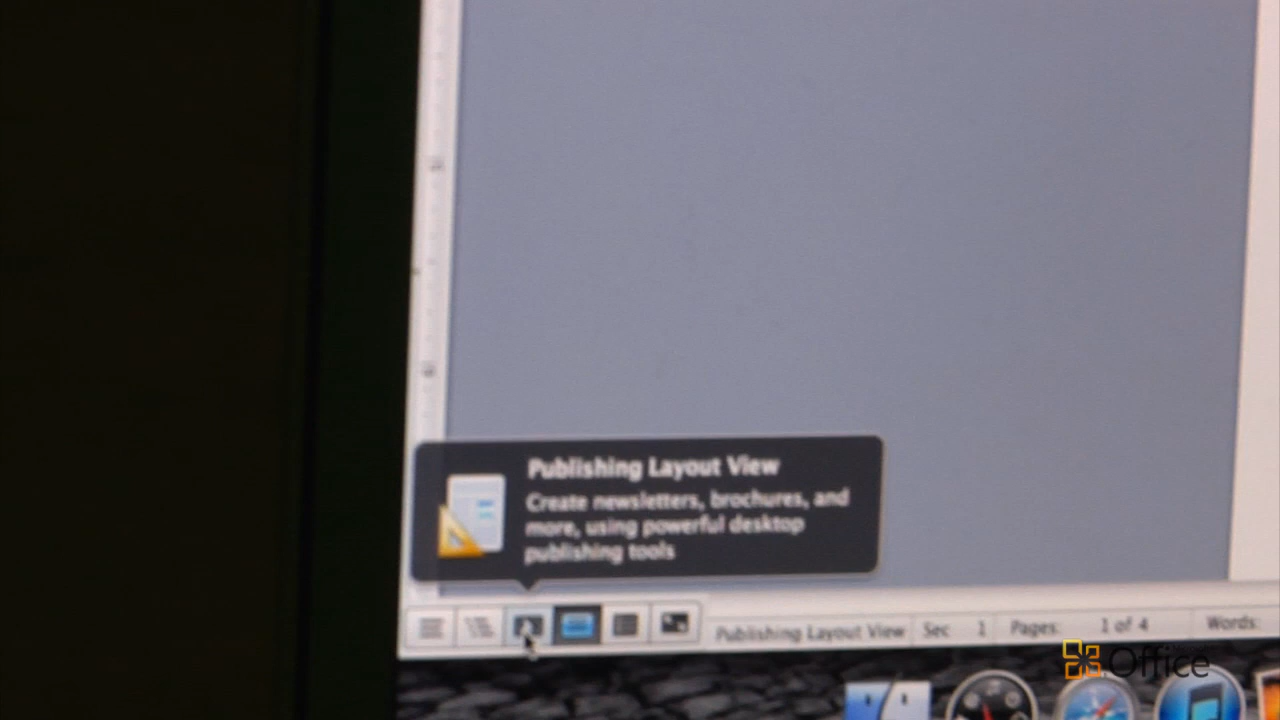 Publishing Layout View
Create newsletters, brochures, and
more, using powerful desktop
publishing tools
Publishing Layout View Sec 1 Pages: 1 of 4 Words:
Office